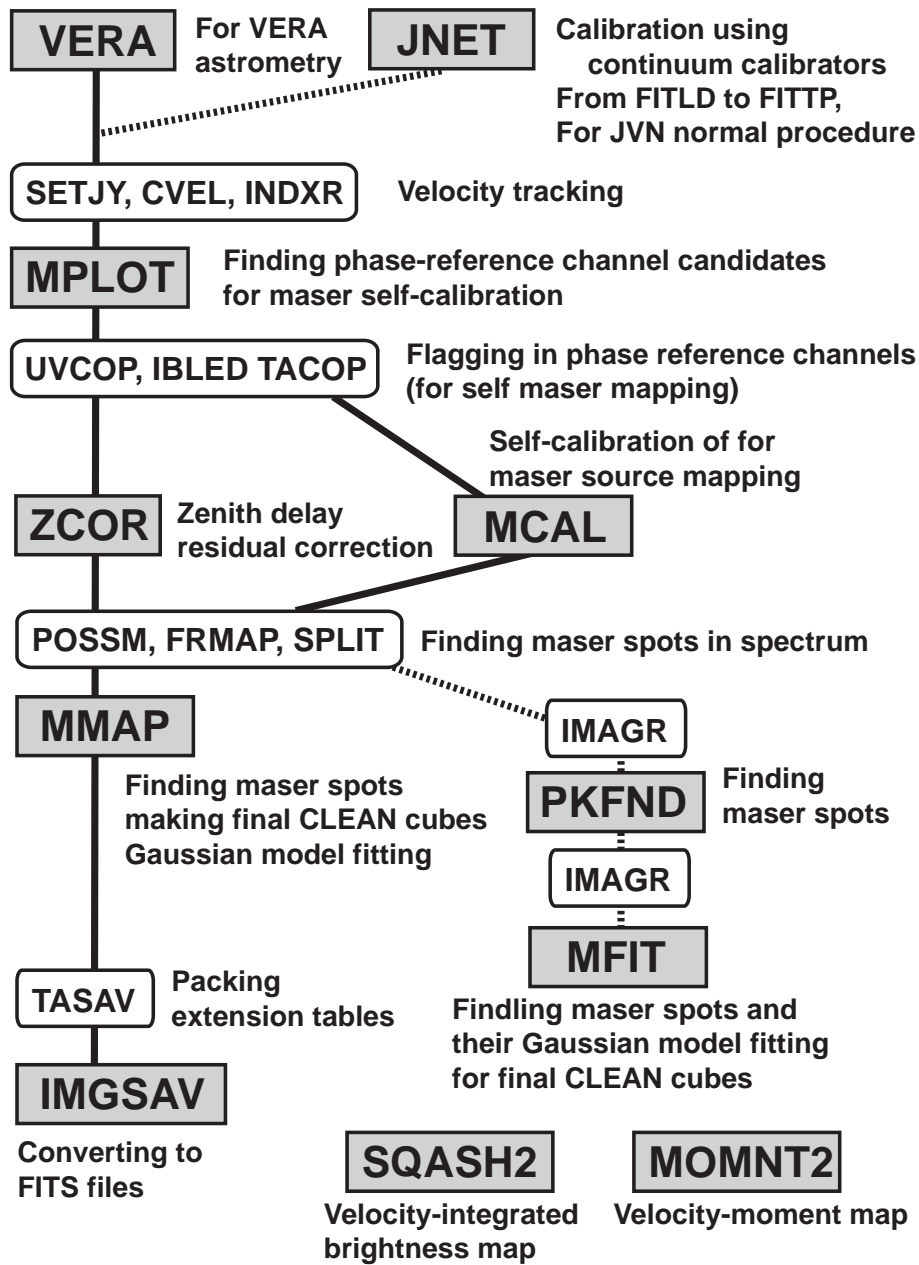 VERA
For VERA
astrometry
JNET
Calibration using
continuum calibrators
From FITLD to FITTP,
For JVN normal procedure
SETJY, CVEL, INDXR
Velocity tracking
MPLOT
Finding phase-reference channel candidates
for maser self-calibration
UVCOP, IBLED TACOP
Flagging in phase reference channels
(for self maser mapping)
Self-calibration of for
maser source mapping
ZCOR
Zenith delay
residual correction
MCAL
POSSM, FRMAP, SPLIT
Finding maser spots in spectrum
MMAP
Finding maser spots
making final CLEAN cubes
Gaussian model fitting
IMAGR
PKFND
Finding
maser spots
IMAGR
MFIT
Findling maser spots and
their Gaussian model fitting
for final CLEAN cubes
TASAV
Packing
extension tables
IMGSAV
Converting to
FITS files
SQASH2
Velocity-integrated
brightness map
MOMNT2
Velocity-moment map